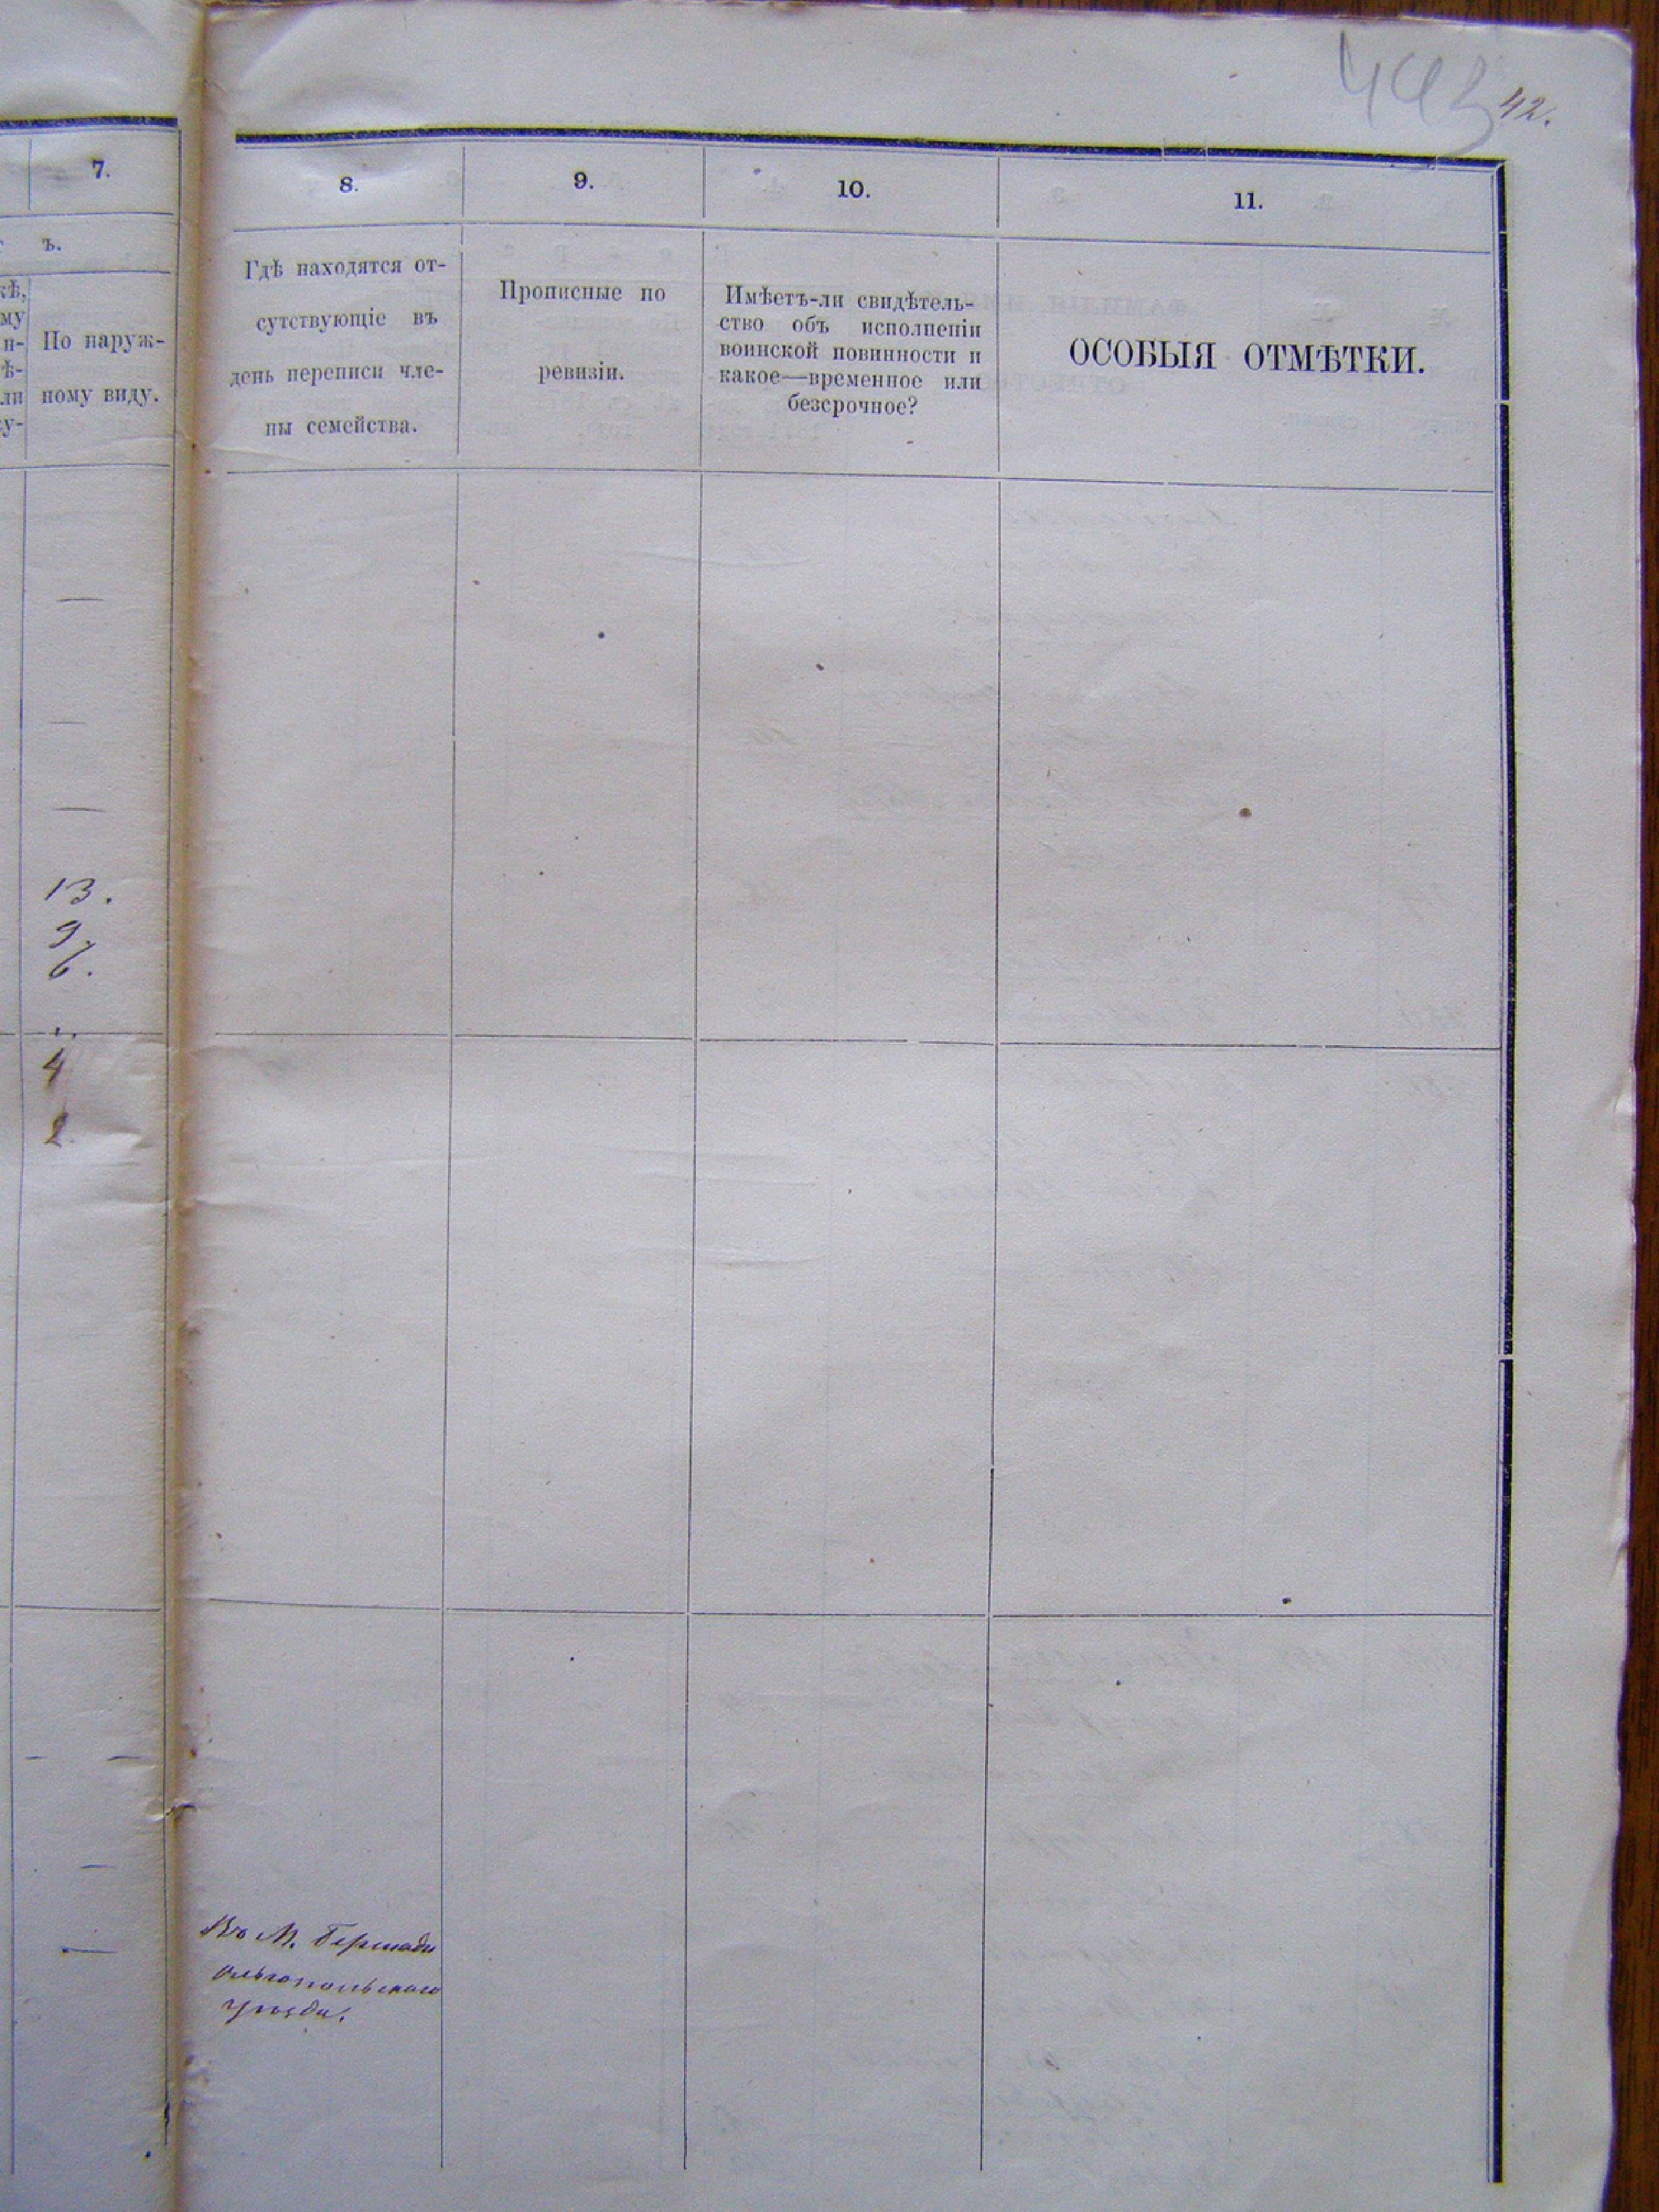 42.
7.
ъ.
По наруж-
ному виду.
13.
9.
6.
4
2
8.
9.
10.
11.
Гдѣ находятся от-
сутствующіе въ
день переписи чле-
ны семейства.
Прописные по
ревизіи.
Имѣетъ-ли свидѣтель-
ство объ исполненіи
воинской повинности и
какое—временное или
безсрочное?
ОСОБЫЯ ОТМѢТКИ.
Въ М. Бершади
Ольгопольскаго
уѣзда.